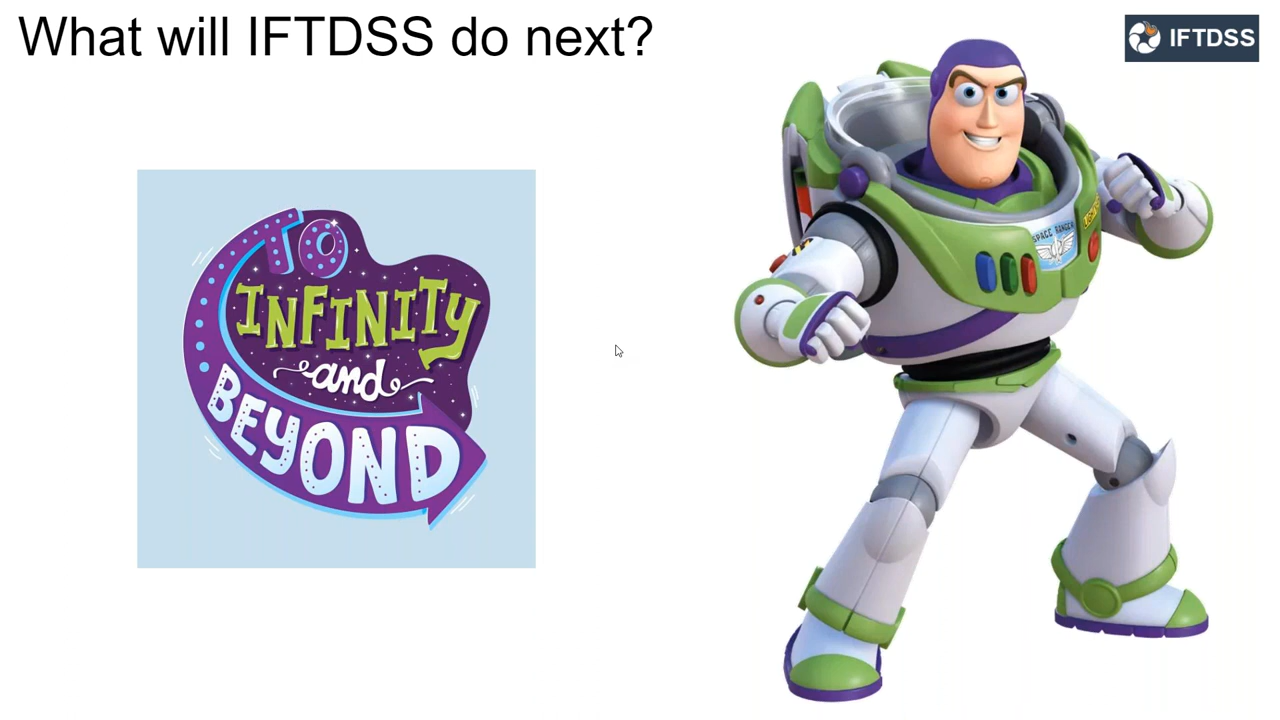 What will IFTDSS do next?
IFTDSS
TO
INFINITY
and
BEYOND
SPACE RANGER